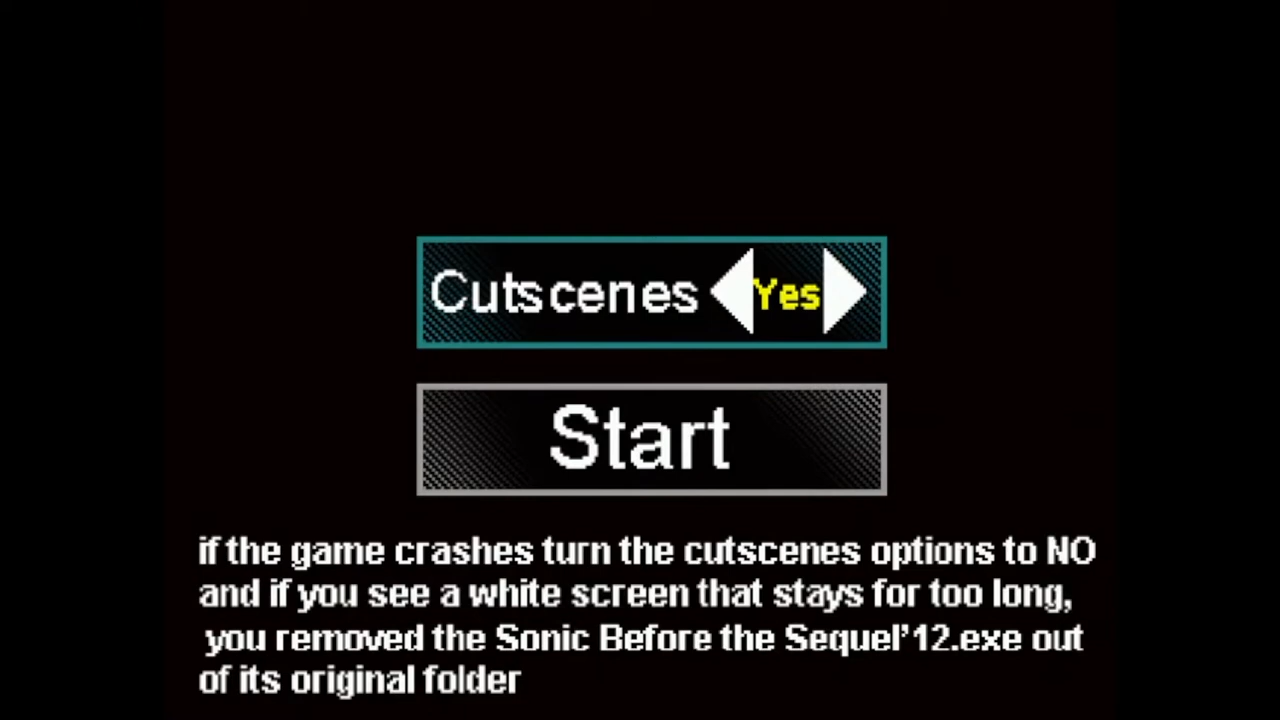 Cutscenes Yes
Start
if the game crashes turn the cutscenes options to NO
and if you see a white screen that stays for too long,
you removed the Sonic Before the Sequel'12.exe out
of its original folder